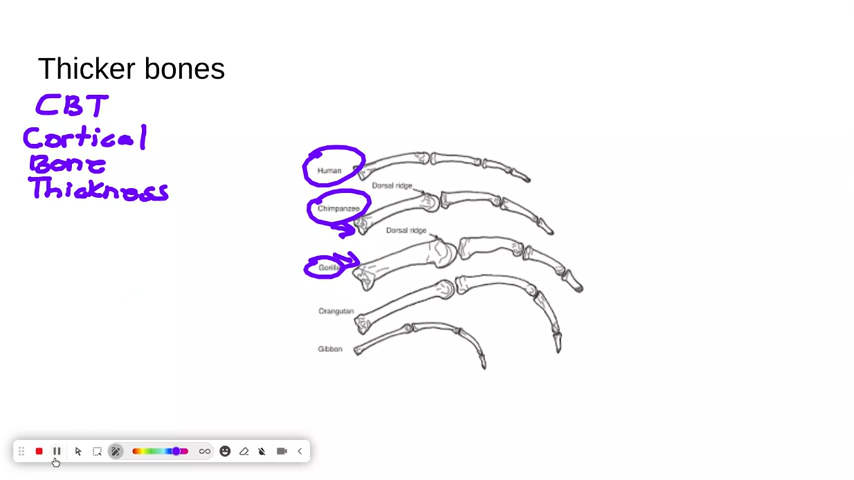 Thicker bones
CBT
Cortical
Bone
Thickness
Human
Dorsal ridge
Chimpanzee
Dorsal ridge
Gorilla
Orangutan
Gibbon